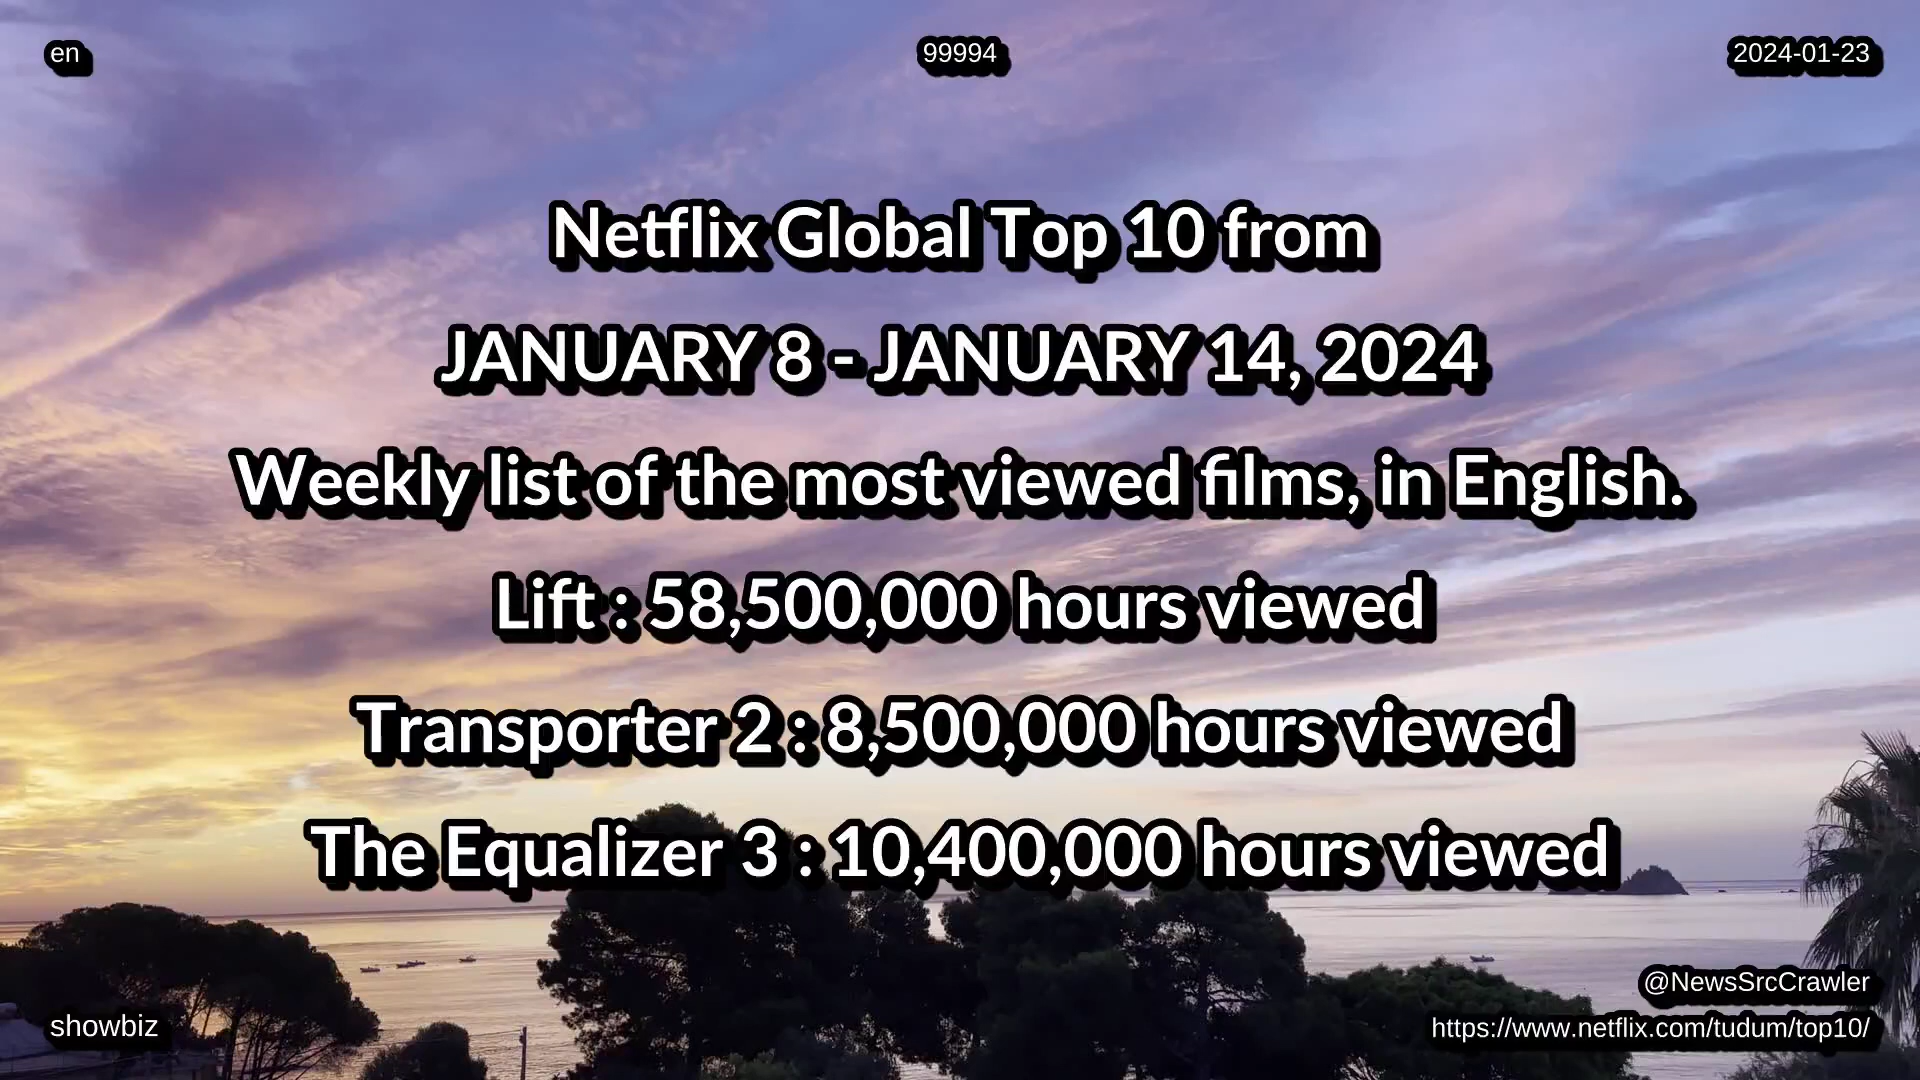 en
99994
2024-01-23
Netflix Global Top 10 from
JANUARY 8 - JANUARY 14, 2024
Weekly list of the most viewed films, in English.
Lift : 58,500,000 hours viewed
Transporter 2 : 8,500,000 hours viewed
The Equalizer 3 : 10,400,000 hours viewed
@NewsSrcCrawler
showbiz
https://www.netflix.com/tudum/top10/